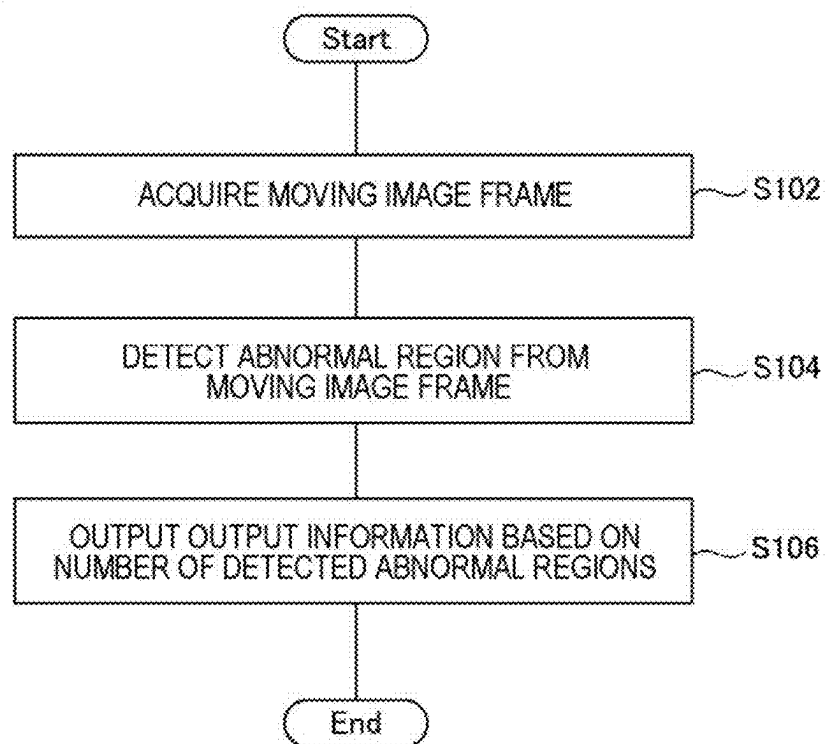 Start
ACQUIRE MOVING IMAGE FRAME
S102
DETECT ABNORMAL REGION FROM
MOVING IMAGE FRAME
S104
OUTPUT OUTPUT INFORMATION BASED ON
NUMBER OF DETECTED ABNORMAL REGIONS
S106
End